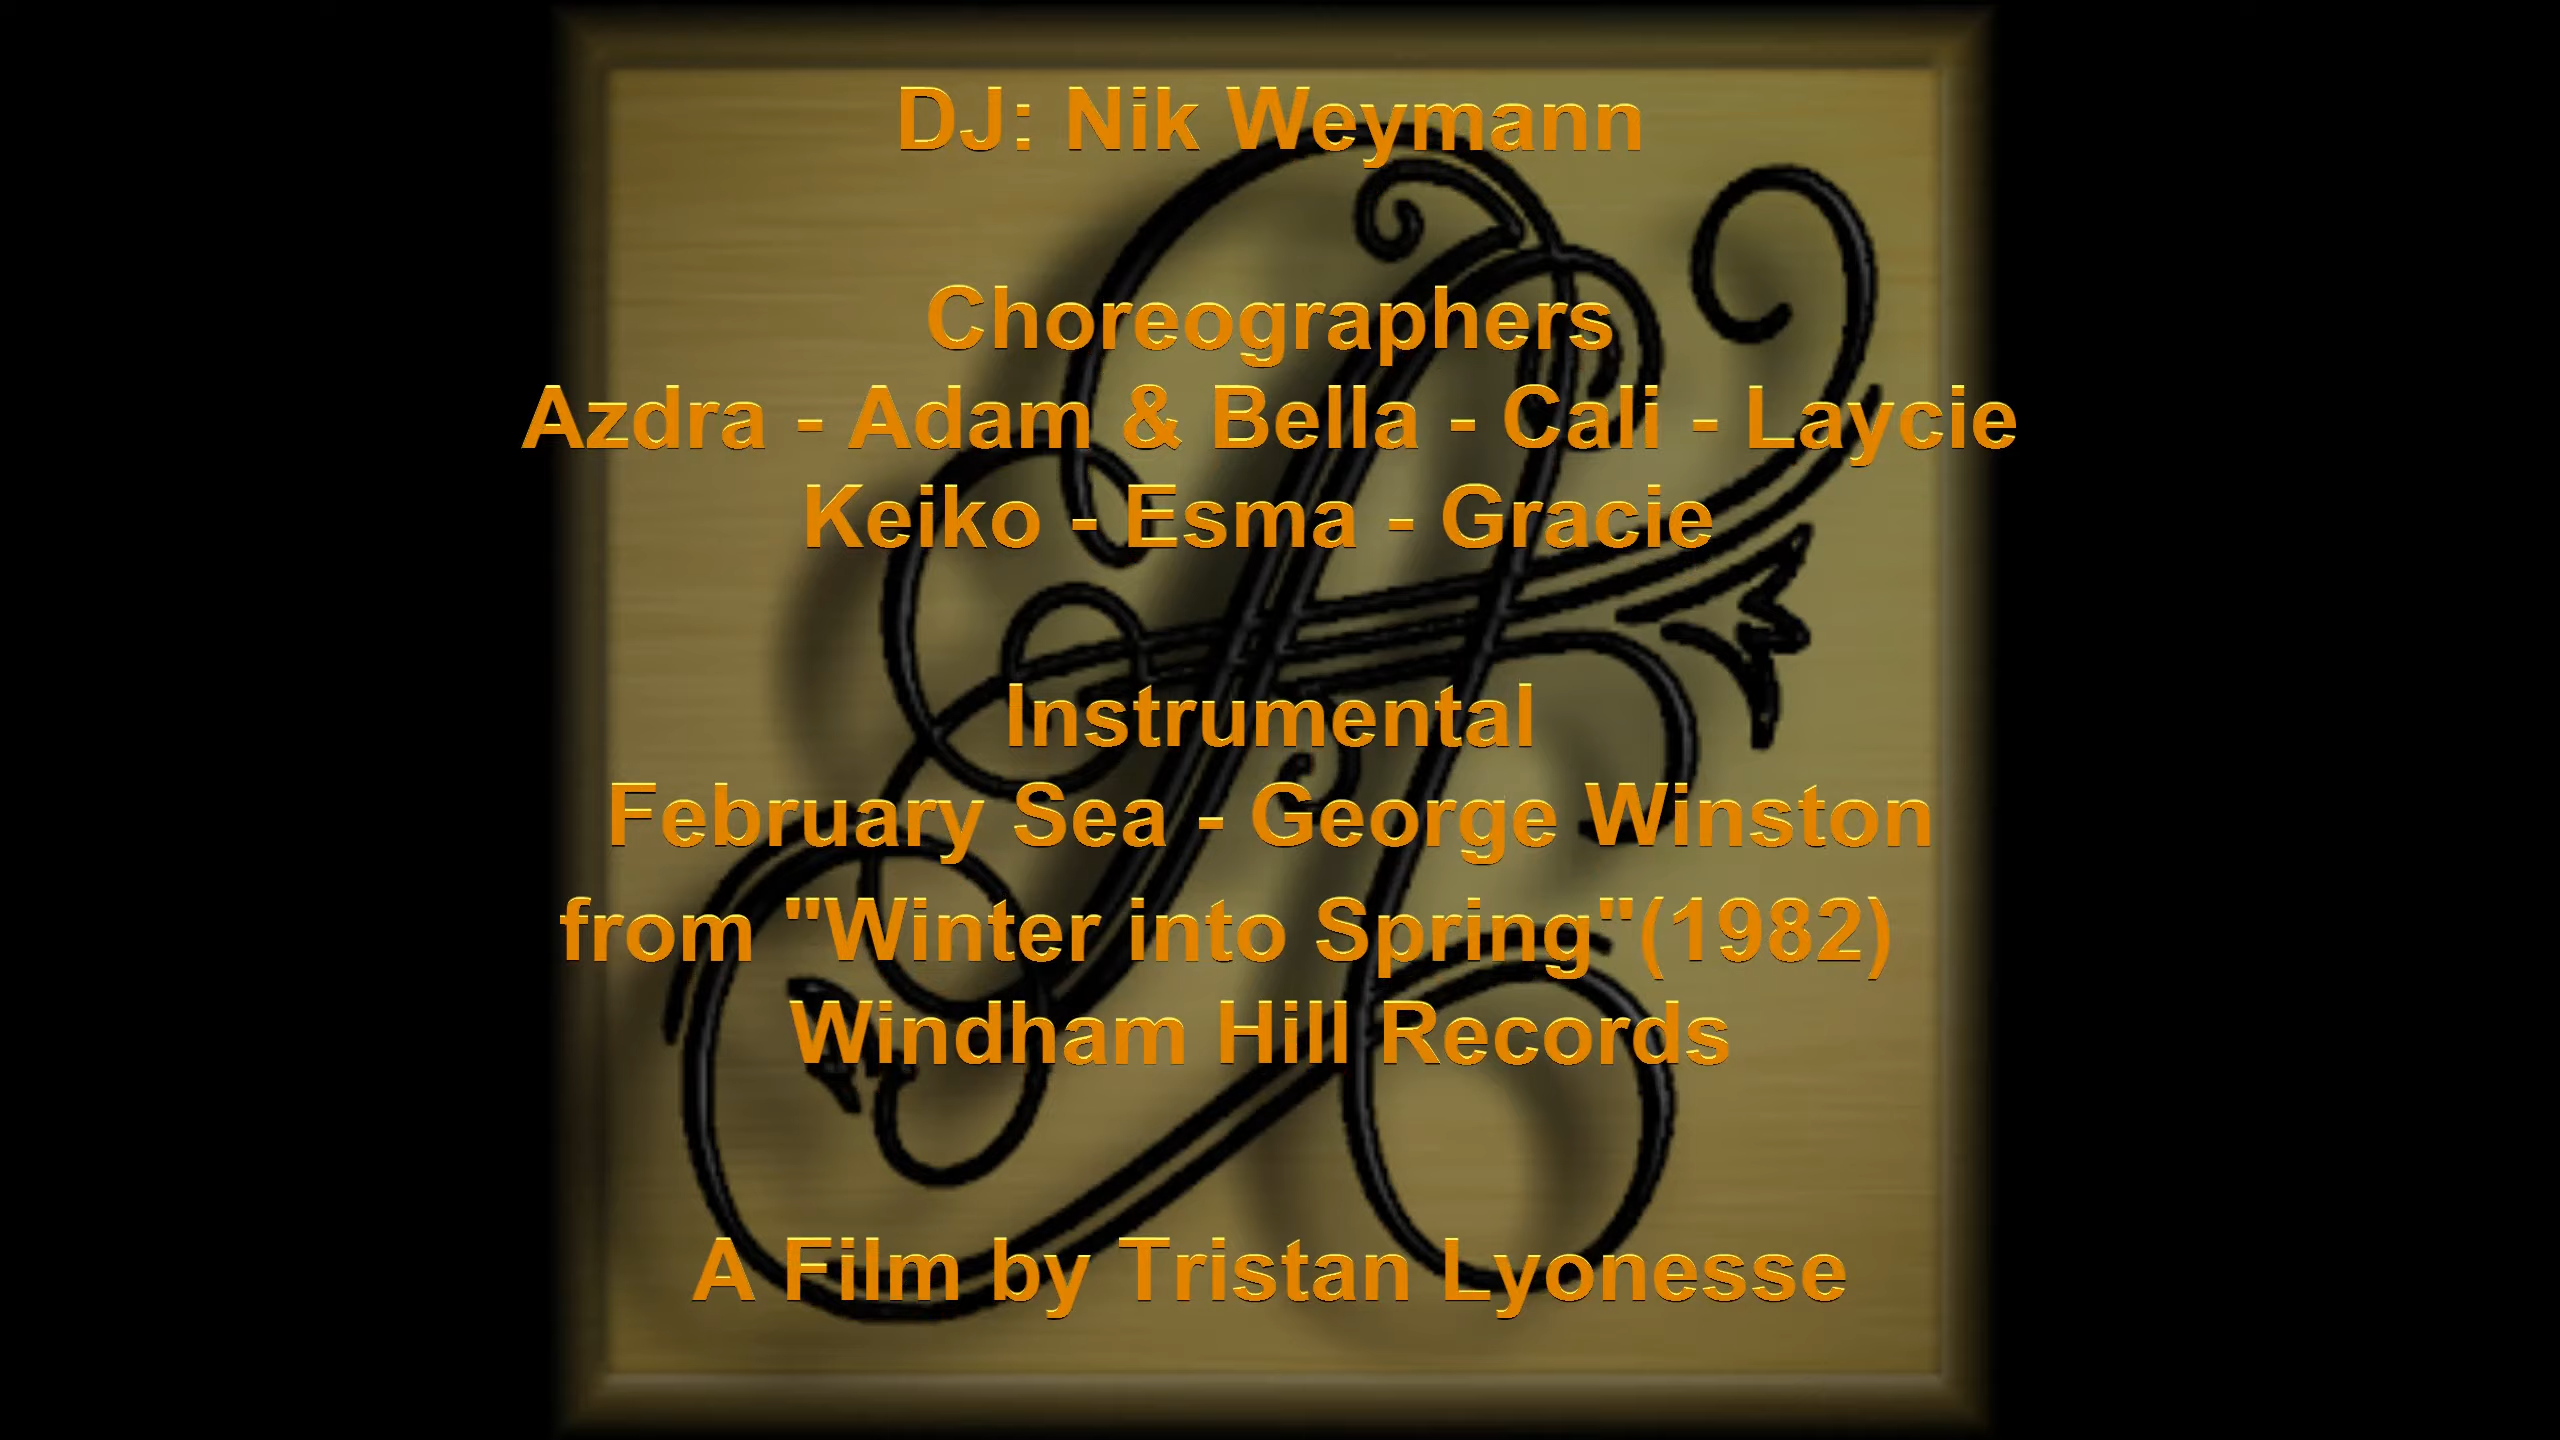 DJ: Nik Weymann
Choreographers
Azdra - Adam & Bella - Cali - Laycie
Keiko - Esma - Gracie
Instrumental
February Sea - George Winston
from "Winter into Spring"(1982)
Windham Hill Records
A Film by Tristan Lyonesse